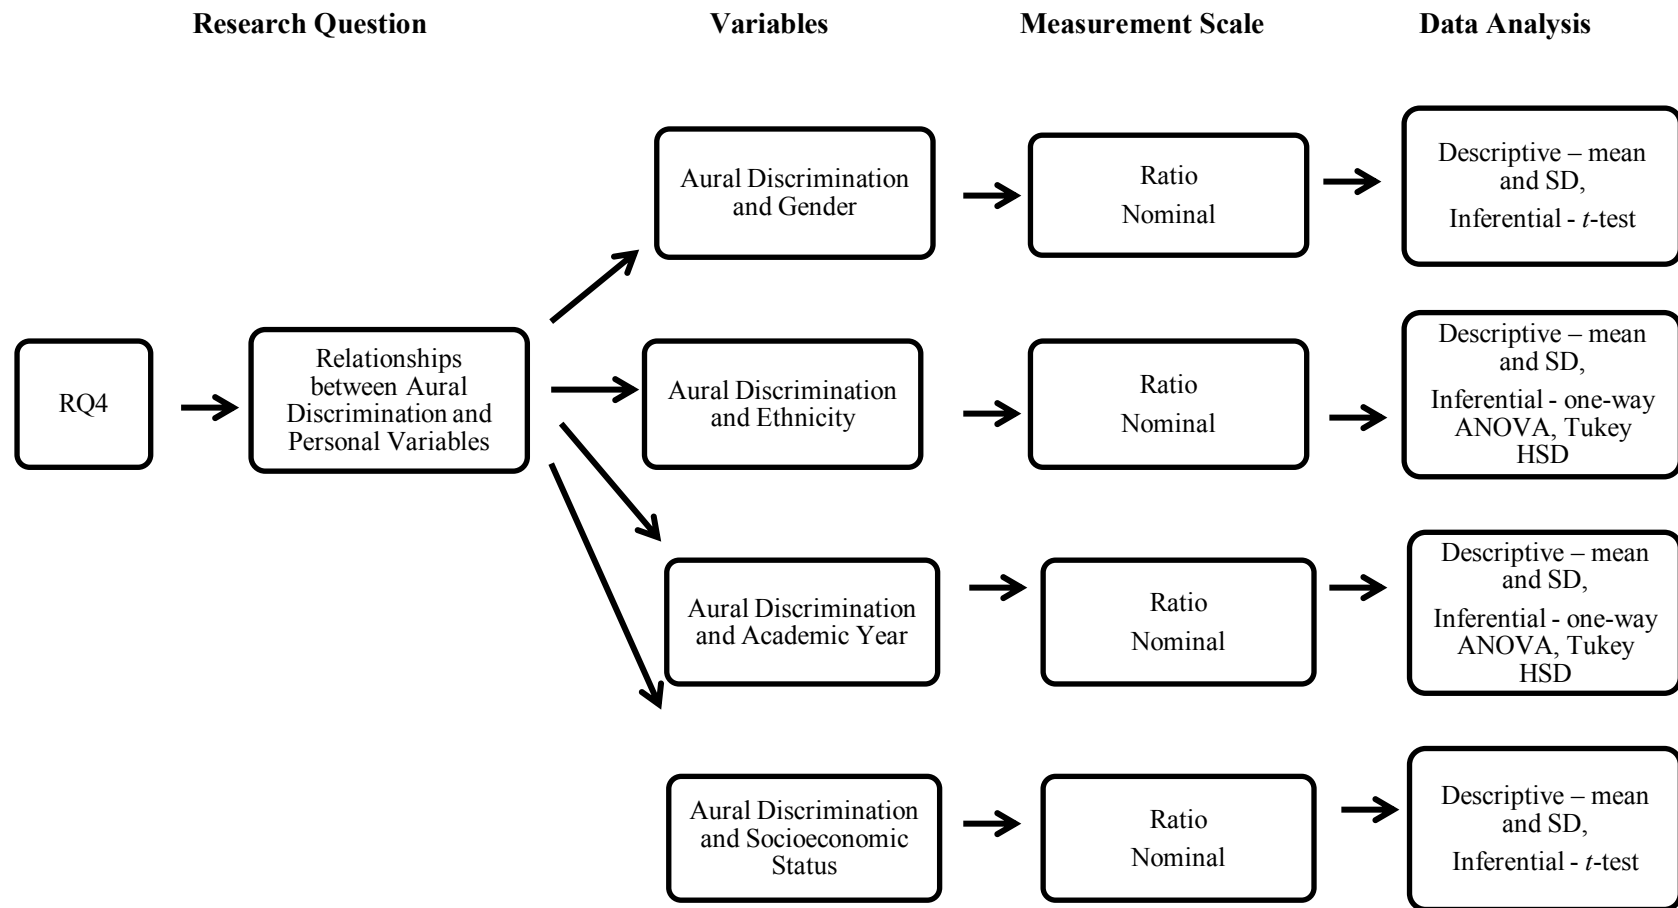 Research Question
Variables
Measurement Scale
Data Analysis
RQ4
Relationships
between Aural
Discrimination and
Personal Variables
Aural Discrimination
and Gender
Ratio
Nominal
Descriptive – mean
and SD,
Inferential - t-test
Aural Discrimination
and Ethnicity
Ratio
Nominal
Descriptive – mean
and SD,
Inferential - one-way
ANOVA, Tukey
HSD
Aural Discrimination
and Academic Year
Ratio
Nominal
Descriptive – mean
and SD,
Inferential - one-way
ANOVA, Tukey
HSD
Aural Discrimination
and Socioeconomic
Status
Ratio
Nominal
Descriptive – mean
and SD,
Inferential - t-test